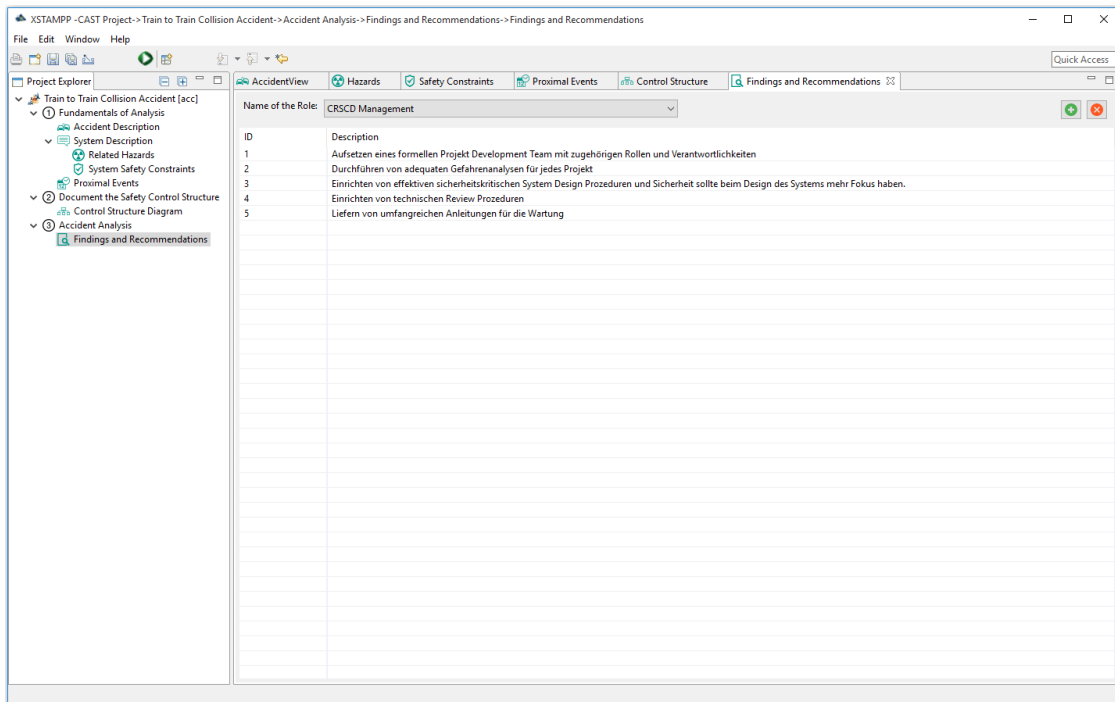 XSTAMPP -CAST Project->Train to Train Collision Accident->Accident Analysis->Findings and Recommendations->Findings and Recommendations
File Edit Window Help
Quick Access
Project Explorer
AccidentView Hazards Safety Constraints Proximal Events Control Structure Findings and Recommendations
Train to Train Collision Accident [acc]
1 Fundamentals of Analysis
Accident Description
System Description
Related Hazards
System Safety Constraints
Proximal Events
2 Document the Safety Control Structure
Control Structure Diagram
3 Accident Analysis
Findings and Recommendations
Name of the Role: CRSCD Management
ID Description
1 Aufsetzen eines formellen Projekt Development Team mit zugehörigen Rollen und Verantwortlichkeiten
2 Durchführen von adequaten Gefahrenanalysen für jedes Projekt
3 Einrichten von effektiven sicherheitskritischen System Design Prozeduren und Sicherheit sollte beim Design des Systems mehr Fokus haben.
4 Einrichten von technischen Review Prozeduren
5 Liefern von umfangreichen Anleitungen für die Wartung